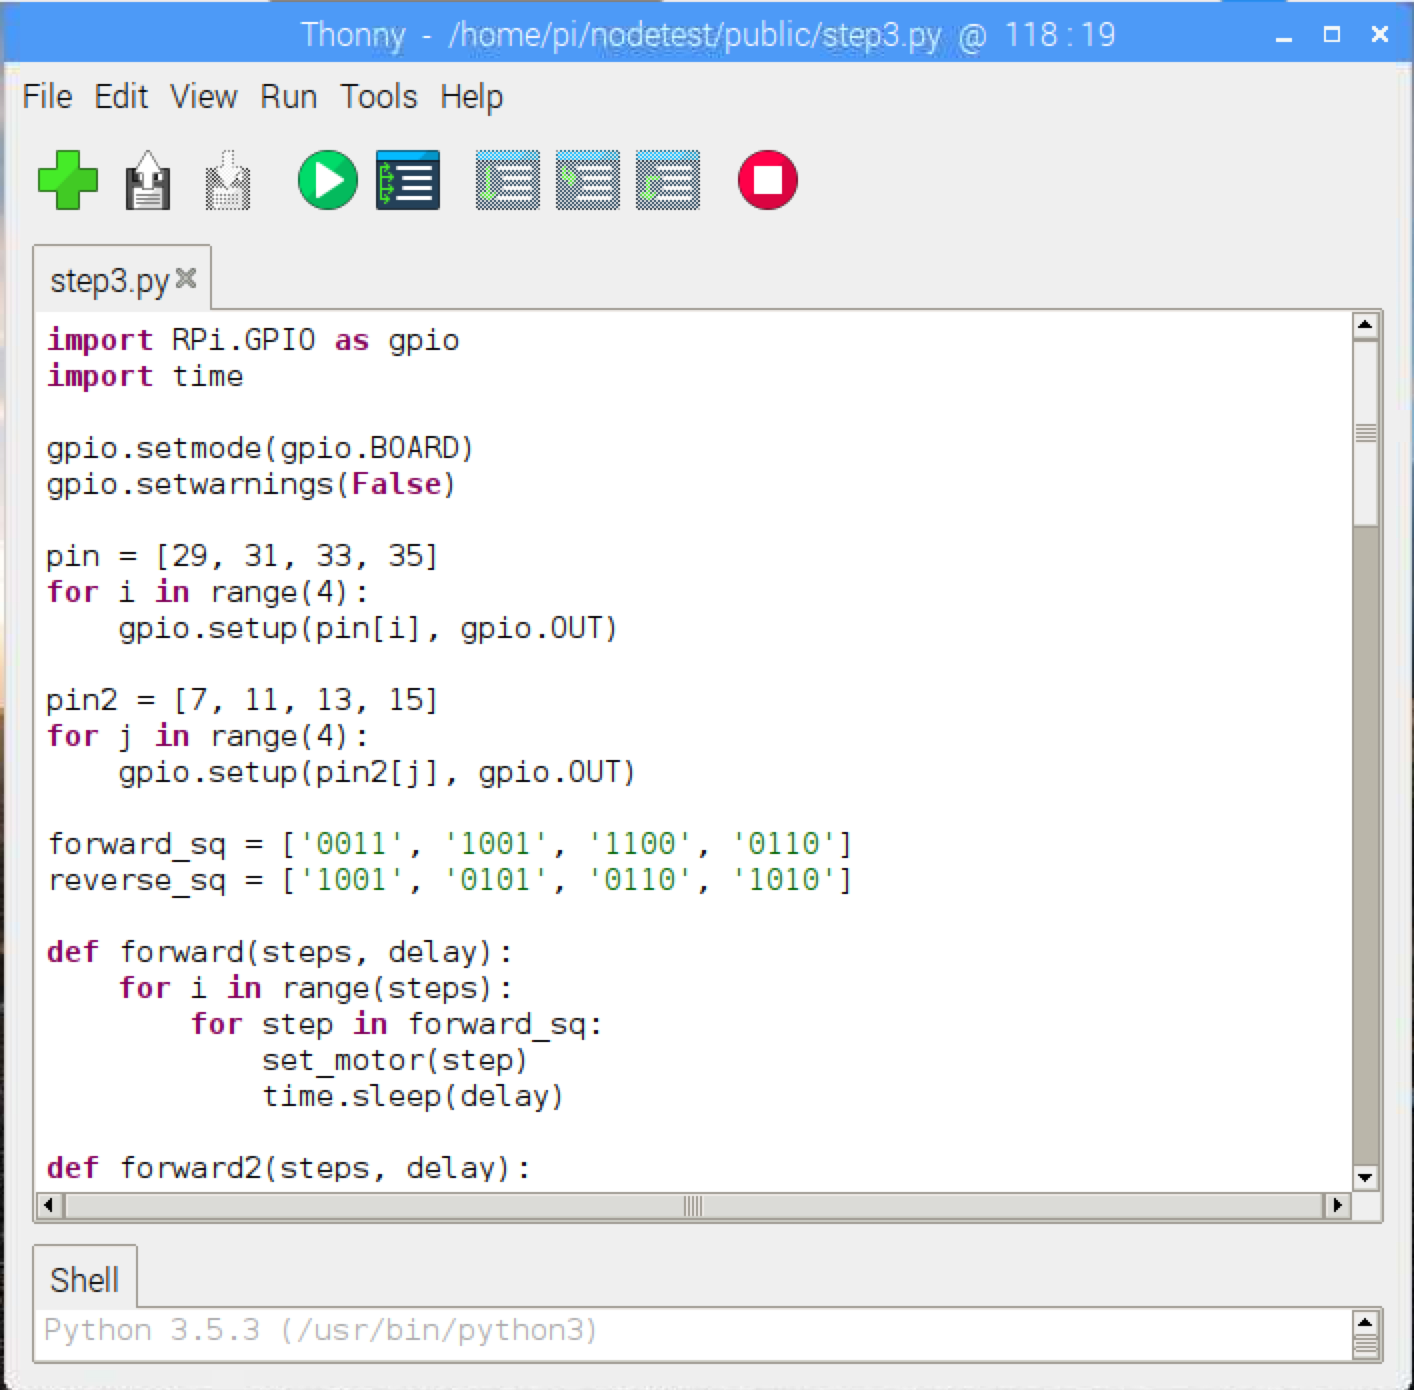 Thonny - /home/pi/nodetest/public/step3.py @ 118 : 19
File Edit View Run Tools Help
step3.py
import RPi.GPIO as gpio
import time
gpio.setmode(gpio.BOARD)
gpio.setwarnings(False)
pin = [29, 31, 33, 35]
for i in range(4):
    gpio.setup(pin[i], gpio.OUT)
pin2 = [7, 11, 13, 15]
for j in range(4):
    gpio.setup(pin2[j], gpio.OUT)
forward_sq = ['0011', '1001', '1100', '0110']
reverse_sq = ['1001', '0101', '0110', '1010']
def forward(steps, delay):
    for i in range(steps):
        for step in forward_sq:
            set_motor(step)
            time.sleep(delay)
def forward2(steps, delay):
Shell
Python 3.5.3 (/usr/bin/python3)